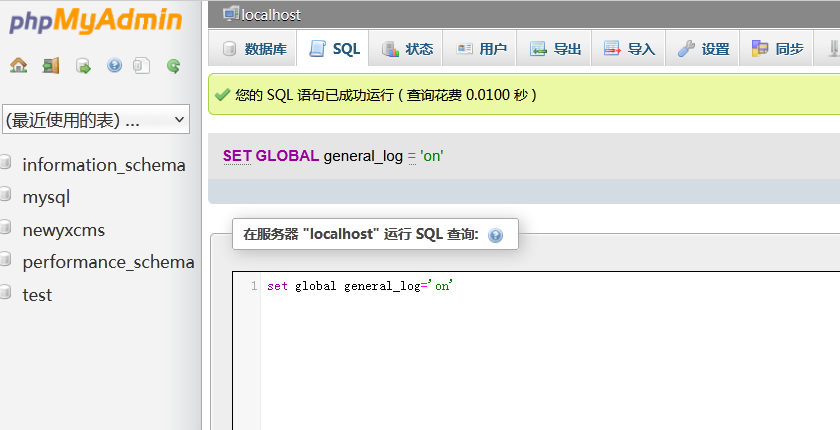 phpMyAdmin
(最近使用的表) ...
information_schema
mysql
newyxcms
performance_schema
test
localhost
数据库 SQL 状态 用户 导出 导入 设置 同步
您的 SQL 语句已成功运行 ( 查询花费 0.0100 秒 )
SET GLOBAL general_log = 'on'
在服务器 "localhost" 运行 SQL 查询:
1 set global general_log='on'